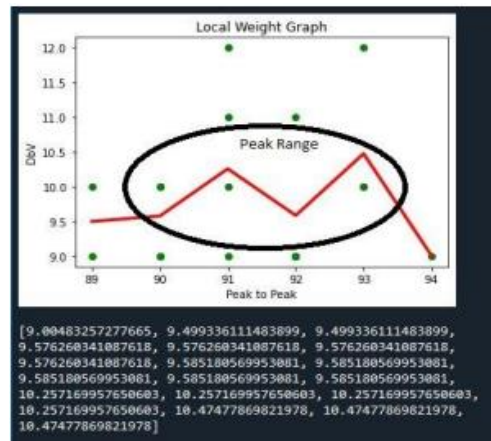 Local Weight Graph
12.0
11.5
11.0
10.5
10.0
9.5
9.0
DbV
Peak Range
89 90 91 92 93 94
Peak to Peak
[9.00483257277665, 9.499336111483899, 9.499336111483899,
9.576260341087618, 9.576260341087618, 9.576260341087618,
9.576260341087618, 9.585180569953081, 9.585180569953081,
9.585180569953081, 9.585180569953081, 9.585180569953081,
10.257169957650603, 10.257169957650603, 10.257169957650603,
10.257169957650603, 10.47477869821978, 10.47477869821978,
10.47477869821978]